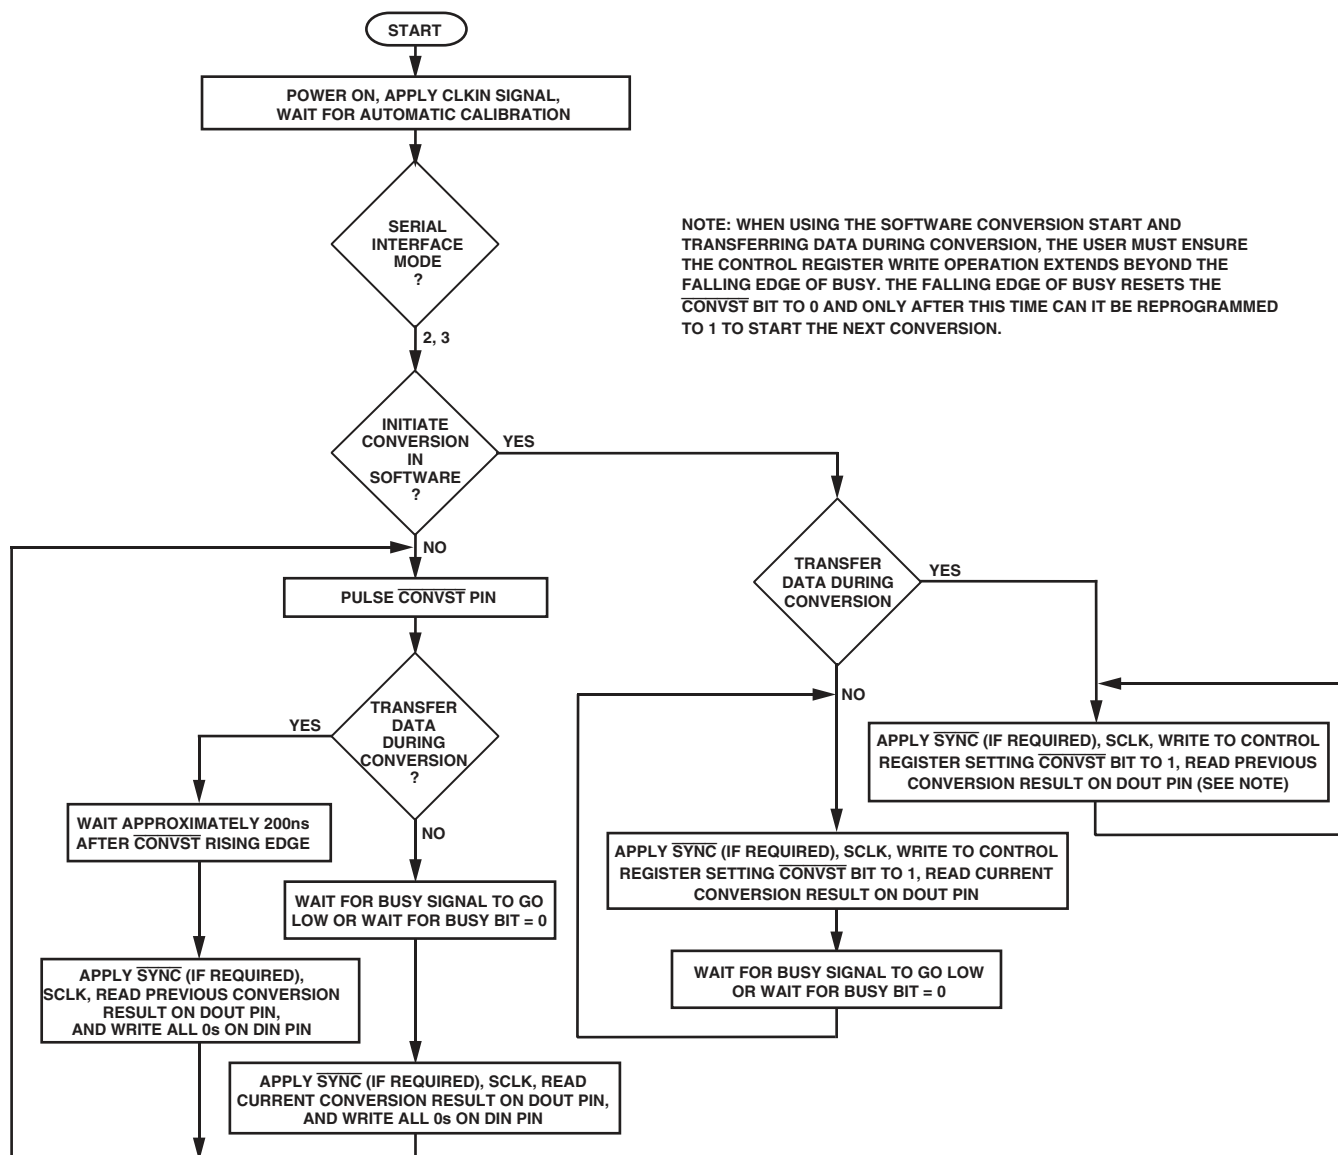 START
POWER ON, APPLY CLKIN SIGNAL,
WAIT FOR AUTOMATIC CALIBRATION
SERIAL
INTERFACE
MODE
?
NOTE: WHEN USING THE SOFTWARE CONVERSION START AND
TRANSFERRING DATA DURING CONVERSION, THE USER MUST ENSURE
THE CONTROL REGISTER WRITE OPERATION EXTENDS BEYOND THE
FALLING EDGE OF BUSY. THE FALLING EDGE OF BUSY RESETS THE
CONVST BIT TO 0 AND ONLY AFTER THIS TIME CAN IT BE REPROGRAMMED
TO 1 TO START THE NEXT CONVERSION.
2, 3
INITIATE
CONVERSION
IN
SOFTWARE
?
YES
NO
PULSE CONVST PIN
TRANSFER
DATA DURING
CONVERSION
YES
NO
TRANSFER
DATA
DURING
CONVERSION
?
YES
NO
APPLY SYNC (IF REQUIRED), SCLK, WRITE TO CONTROL
REGISTER SETTING CONVST BIT TO 1, READ PREVIOUS
CONVERSION RESULT ON DOUT PIN (SEE NOTE)
WAIT APPROXIMATELY 200ns
AFTER CONVST RISING EDGE
APPLY SYNC (IF REQUIRED), SCLK, WRITE TO CONTROL
REGISTER SETTING CONVST BIT TO 1, READ CURRENT
CONVERSION RESULT ON DOUT PIN
WAIT FOR BUSY SIGNAL TO GO
LOW OR WAIT FOR BUSY BIT = 0
WAIT FOR BUSY SIGNAL TO GO LOW
OR WAIT FOR BUSY BIT = 0
APPLY SYNC (IF REQUIRED),
SCLK, READ PREVIOUS CONVERSION
RESULT ON DOUT PIN,
AND WRITE ALL 0s ON DIN PIN
APPLY SYNC (IF REQUIRED), SCLK, READ
CURRENT CONVERSION RESULT ON DOUT PIN,
AND WRITE ALL 0s ON DIN PIN